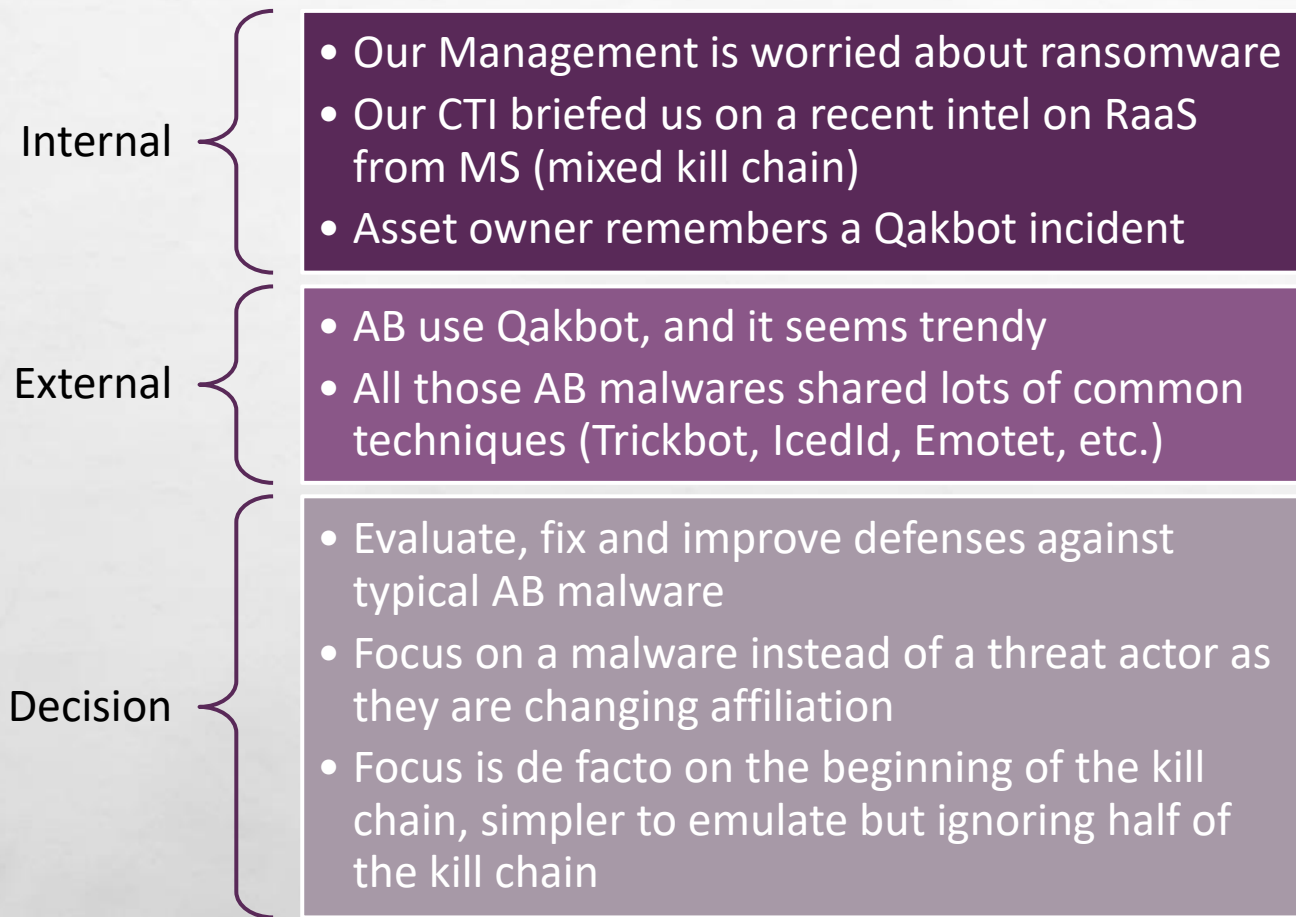 Internal
• Our Management is worried about ransomware
• Our CTI briefed us on a recent intel on RaaS
from MS (mixed kill chain)
• Asset owner remembers a Qakbot incident
External
• AB use Qakbot, and it seems trendy
• All those AB malwares shared lots of common
techniques (Trickbot, IcedId, Emotet, etc.)
Decision
• Evaluate, fix and improve defenses against
typical AB malware
• Focus on a malware instead of a threat actor as
they are changing affiliation
• Focus is de facto on the beginning of the kill
chain, simpler to emulate but ignoring half of
the kill chain